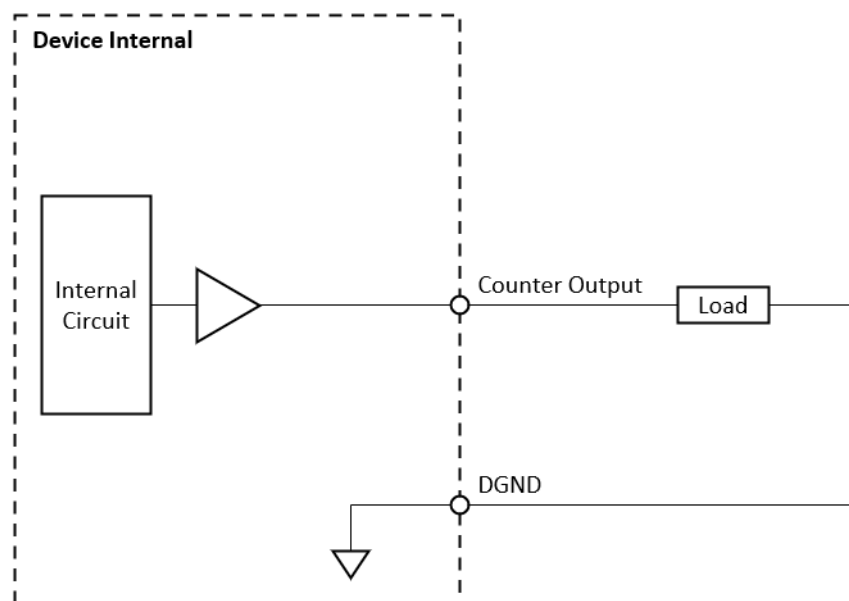 Device Internal
Internal
Circuit
Counter Output
Load
DGND